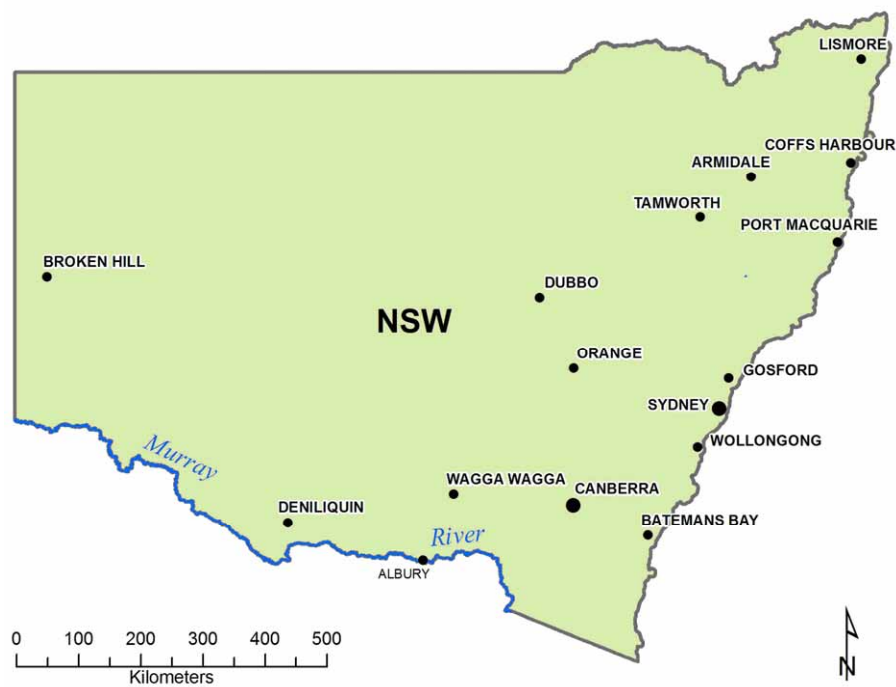 LISMORE
COFFS HARBOUR
ARMIDALE
TAMWORTH
PORT MACQUARIE
BROKEN HILL
DUBBO
NSW
ORANGE
GOSFORD
SYDNEY
WOLLONGONG
Murray
WAGGA WAGGA
CANBERRA
DENILIQUIN
BATEMANS BAY
River
ALBURY
0 100 200 300 400 500
Kilometers
N